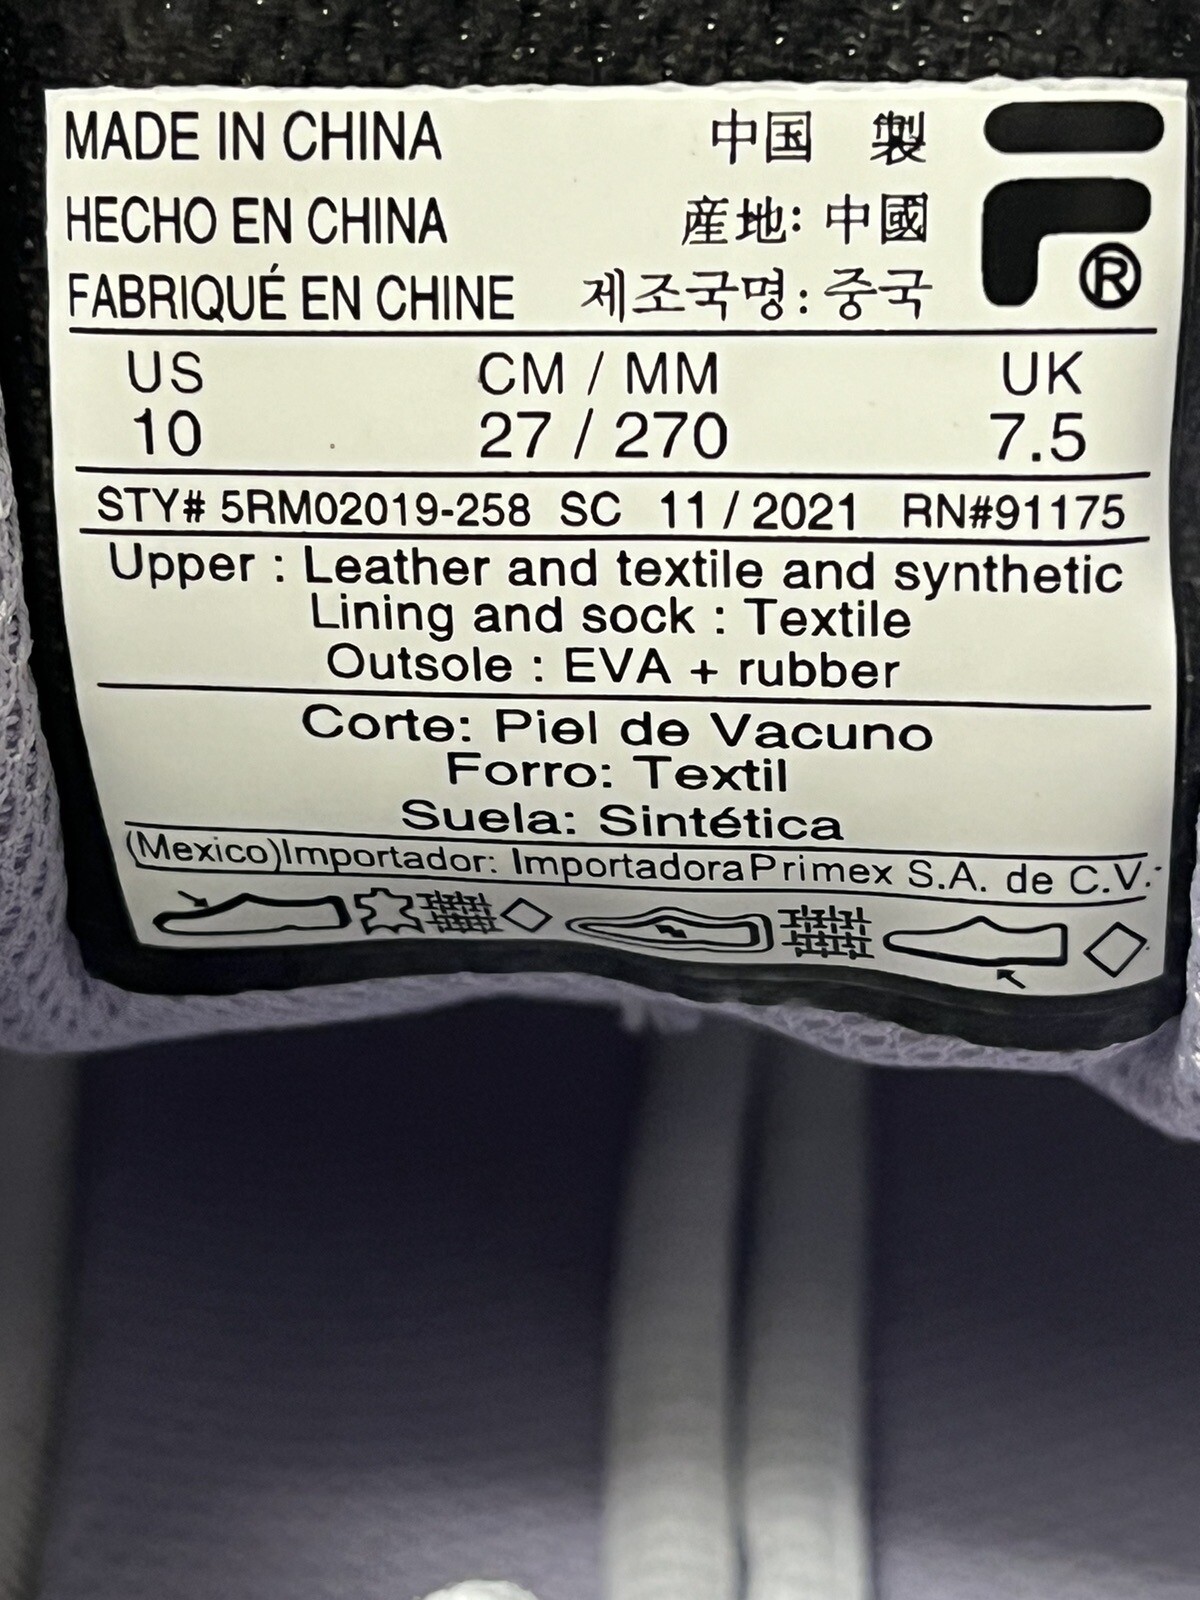 MADE IN CHINA 中国 製
HECHO EN CHINA 産地: 中國
FABRIQUÉ EN CHINE 제조국명: 중국
®
US CM / MM UK
10 27 / 270 7.5
STY# 5RM02019-258 SC 11 / 2021 RN#91175
Upper : Leather and textile and synthetic
Lining and sock : Textile
Outsole : EVA + rubber
Corte: Piel de Vacuno
Forro: Textil
Suela: Sintética
(Mexico)Importador: ImportadoraPrimex S.A. de C.V.